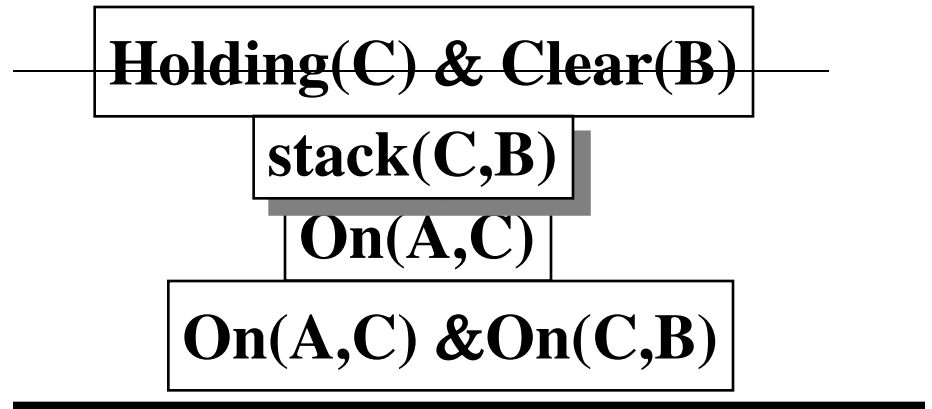 Holding(C) & Clear(B)
stack(C,B)
On(A,C)
On(A,C) &On(C,B)